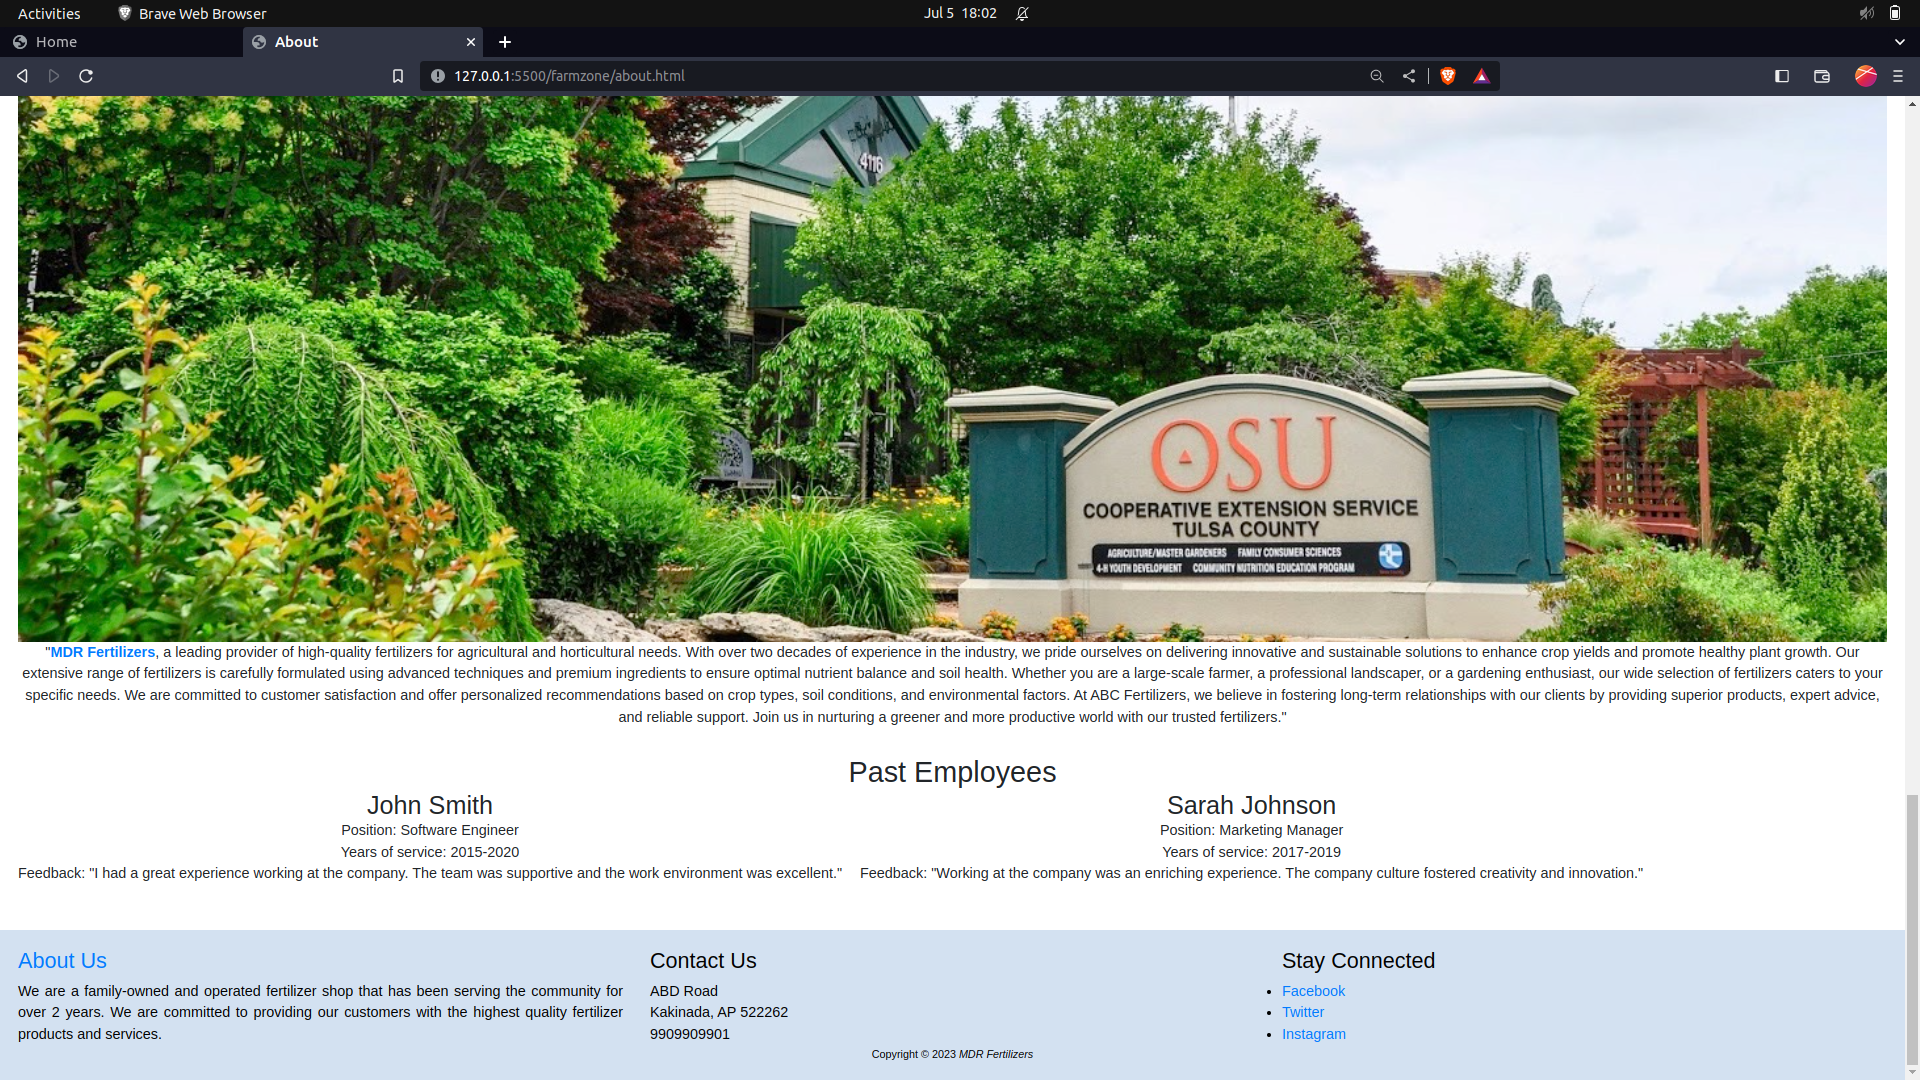 Activities
Brave Web Browser
Jul 5 18:02
Home
About
127.0.0.1:5500/farmzone/about.html
4116
OSU
COOPERATIVE EXTENSION SERVICE
TULSA COUNTY
AGRICULTURE/MASTER GARDENERS FAMILY CONSUMER SCIENCES
4-H YOUTH DEVELOPMENT COMMUNITY NUTRITION EDUCATION PROGRAM
"MDR Fertilizers, a leading provider of high-quality fertilizers for agricultural and horticultural needs. With over two decades of experience in the industry, we pride ourselves on delivering innovative and sustainable solutions to enhance crop yields and promote healthy plant growth. Our
extensive range of fertilizers is carefully formulated using advanced techniques and premium ingredients to ensure optimal nutrient balance and soil health. Whether you are a large-scale farmer, a professional landscaper, or a gardening enthusiast, our wide selection of fertilizers caters to your
specific needs. We are committed to customer satisfaction and offer personalized recommendations based on crop types, soil conditions, and environmental factors. At ABC Fertilizers, we believe in fostering long-term relationships with our clients by providing superior products, expert advice,
and reliable support. Join us in nurturing a greener and more productive world with our trusted fertilizers."
Past Employees
John Smith
Position: Software Engineer
Years of service: 2015-2020
Feedback: "I had a great experience working at the company. The team was supportive and the work environment was excellent."
Sarah Johnson
Position: Marketing Manager
Years of service: 2017-2019
Feedback: "Working at the company was an enriching experience. The company culture fostered creativity and innovation."
About Us
We are a family-owned and operated fertilizer shop that has been serving the community for
over 2 years. We are committed to providing our customers with the highest quality fertilizer
products and services.
Contact Us
ABD Road
Kakinada, AP 522262
9909909901
Stay Connected
Facebook
Twitter
Instagram
Copyright © 2023 MDR Fertilizers